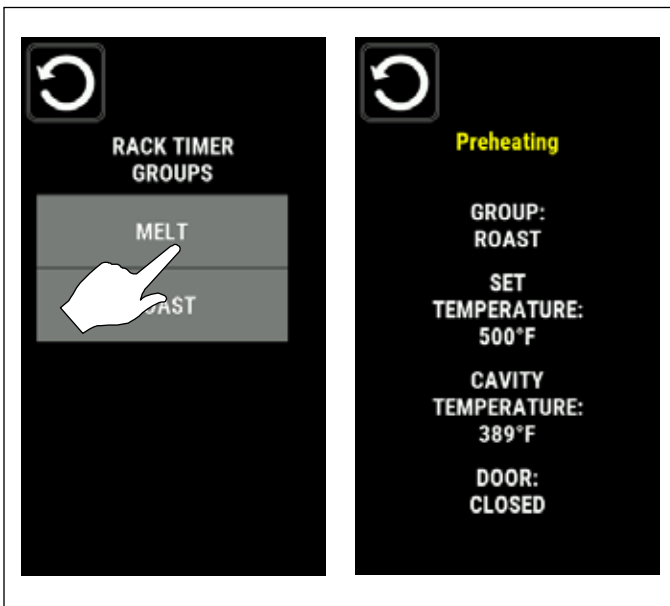 RACK TIMER
GROUPS
MELT
Preheating
GROUP:
ROAST
SET
TEMPERATURE:
500°F
CAVITY
TEMPERATURE:
389°F
DOOR:
CLOSED